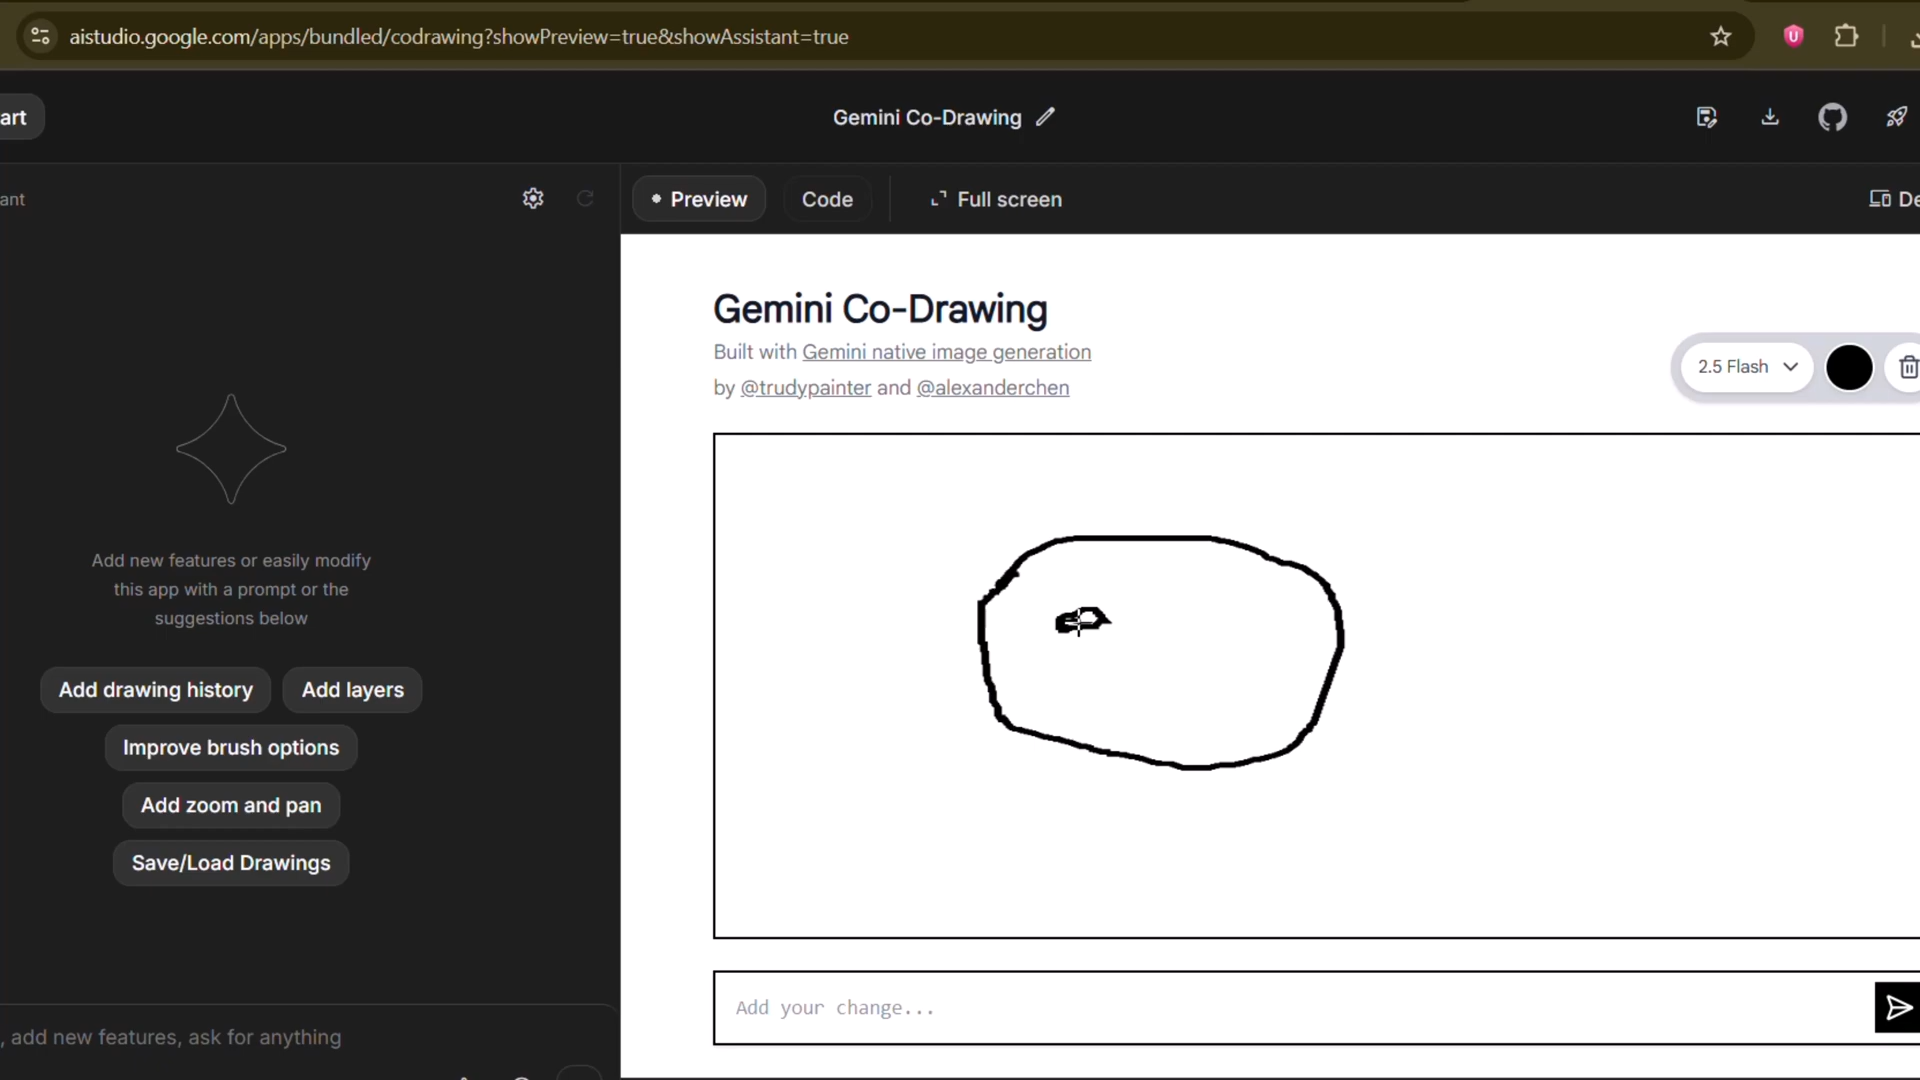 aistudio.google.com/apps/bundled/codrawing?showPreview=true&showAssistant=true
art
Gemini Co-Drawing
ant
Preview
Code
Full screen
De
Gemini Co-Drawing
Built with Gemini native image generation
by @trudypainter and @alexanderchen
2.5 Flash
Add new features or easily modify
this app with a prompt or the
suggestions below
Add drawing history
Add layers
Improve brush options
Add zoom and pan
Save/Load Drawings
Add your change...
, add new features, ask for anything